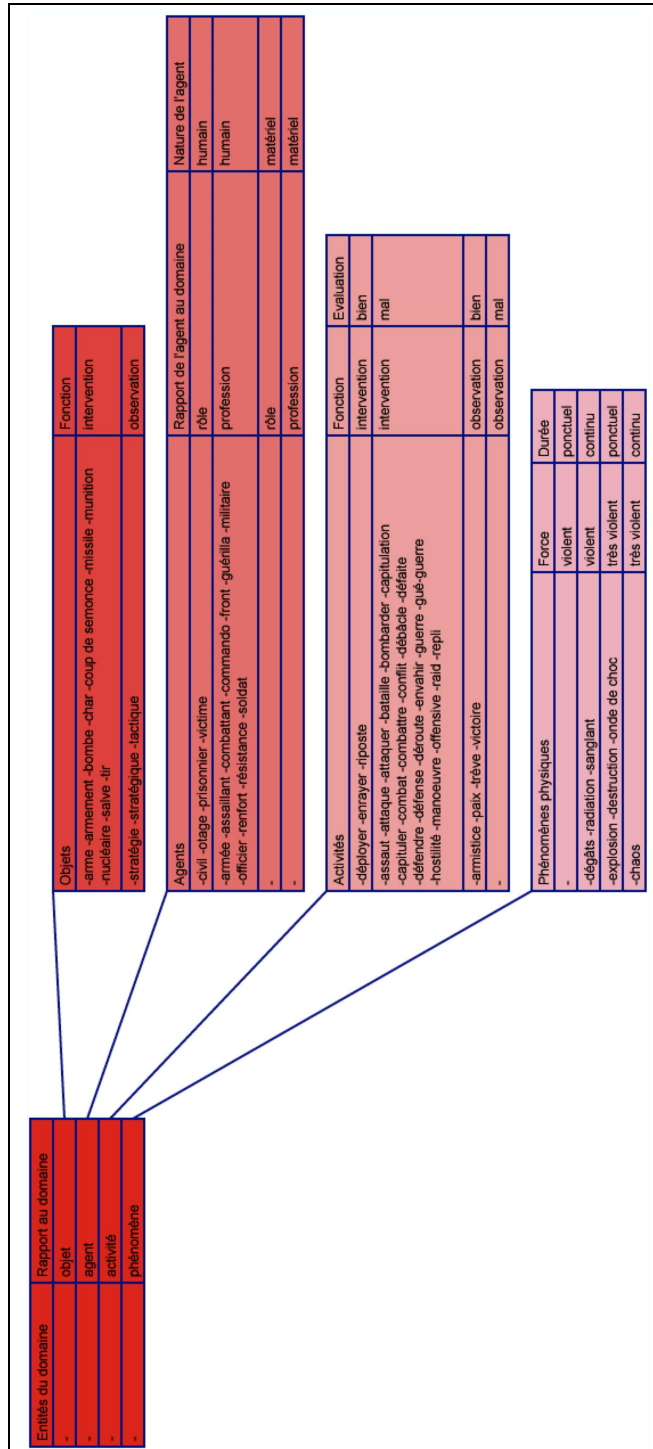 Entités du domaine Rapport au domaine
- objet
- agent
- activité
- phénomène
Objets Fonction
-arme -armement -bombe -char -coup de semonce -missile -munition intervention
-nucléaire -salve -tir
-stratégie -stratégique -tactique observation
Agents Rapport de l'agent au domaine Nature de l'agent
-civil -otage -prisonnier -victime rôle humain
-armée -assaillant -combattant -commando -front -guérilla -militaire profession humain
-officier -renfort -résistance -soldat
- rôle matériel
- profession matériel
Activités Fonction Evaluation
-déployer -enrayer -riposte intervention bien
-assaut -attaque -attaquer -bataille -bombarder -capitulation intervention mal
-capituler -combat -combattre -conflit -débâcle -défaite
-défendre -défense -déroute -envahir -guerre -gué-guerre
-hostilité -manoeuvre -offensive -raid -repli
-armistice -paix -trêve -victoire observation bien
- observation mal
Phénomènes physiques Force Durée
- violent ponctuel
-dégâts -radiation -sanglant violent continu
-explosion -destruction -onde de choc très violent ponctuel
-chaos très violent continu